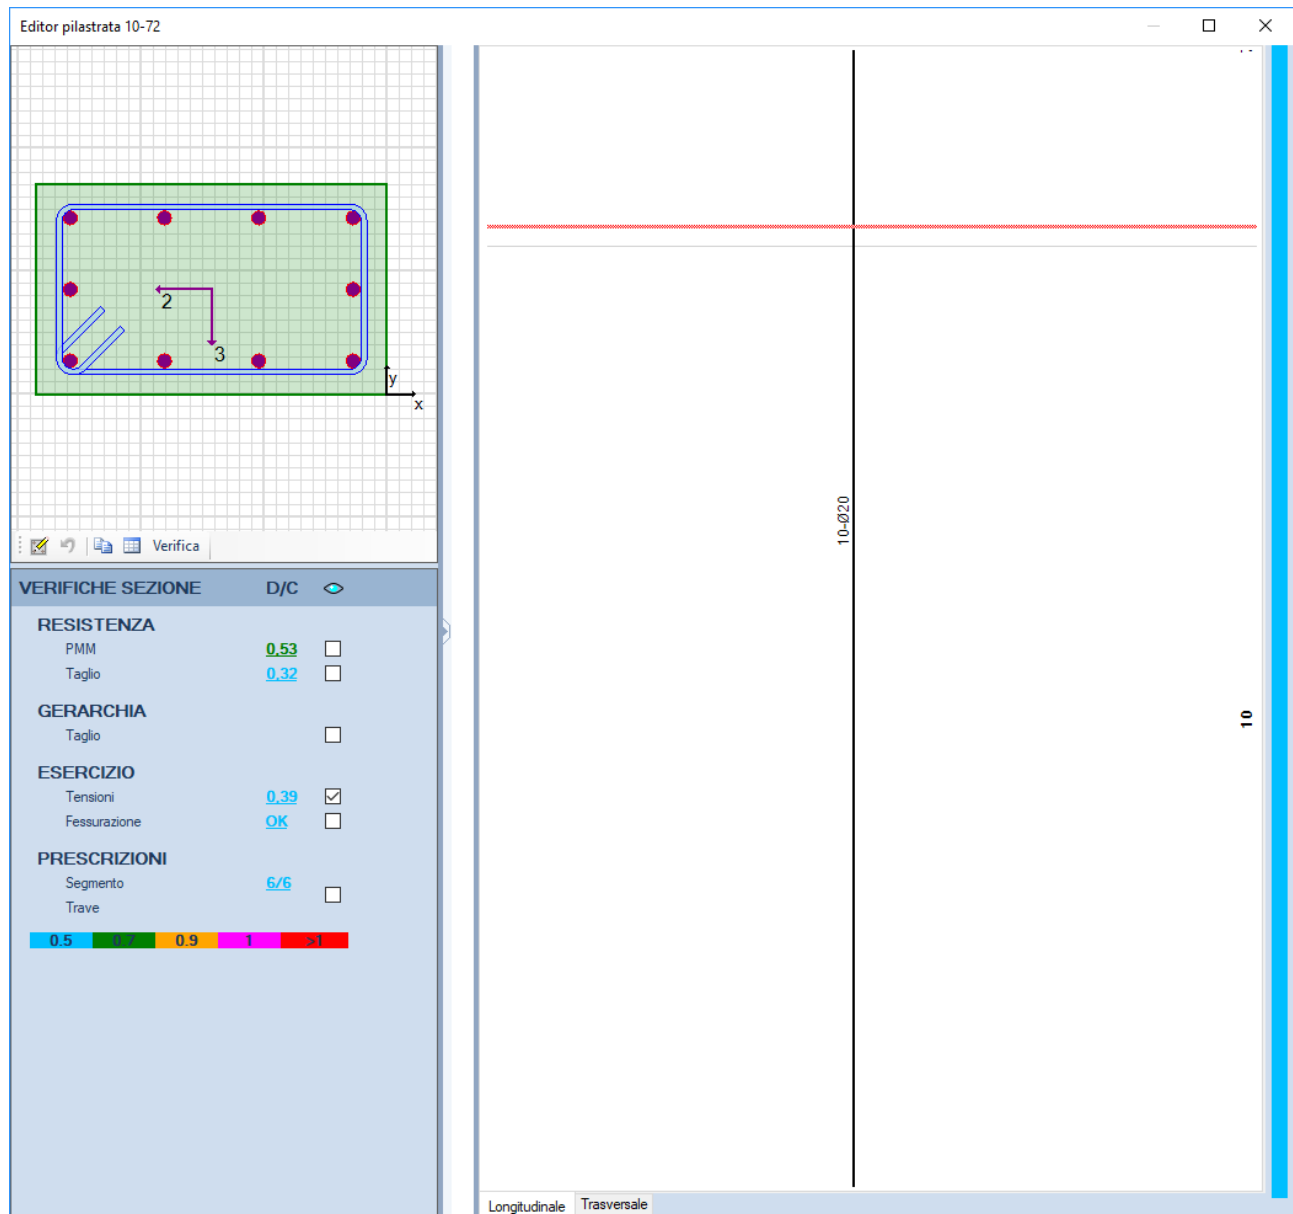 Editor pilastrata 10-72
2
3
y
x
Verifica
VERIFICHE SEZIONE D/C
RESISTENZA
PMM 0,53
Taglio 0,32
GERARCHIA
Taglio
ESERCIZIO
Tensioni 0,39
Fessurazione OK
PRESCRIZIONI
Segmento 6/6
Trave
0.5 0.7 0.9 1 >1
10-Ø20
10
Longitudinale Trasversale